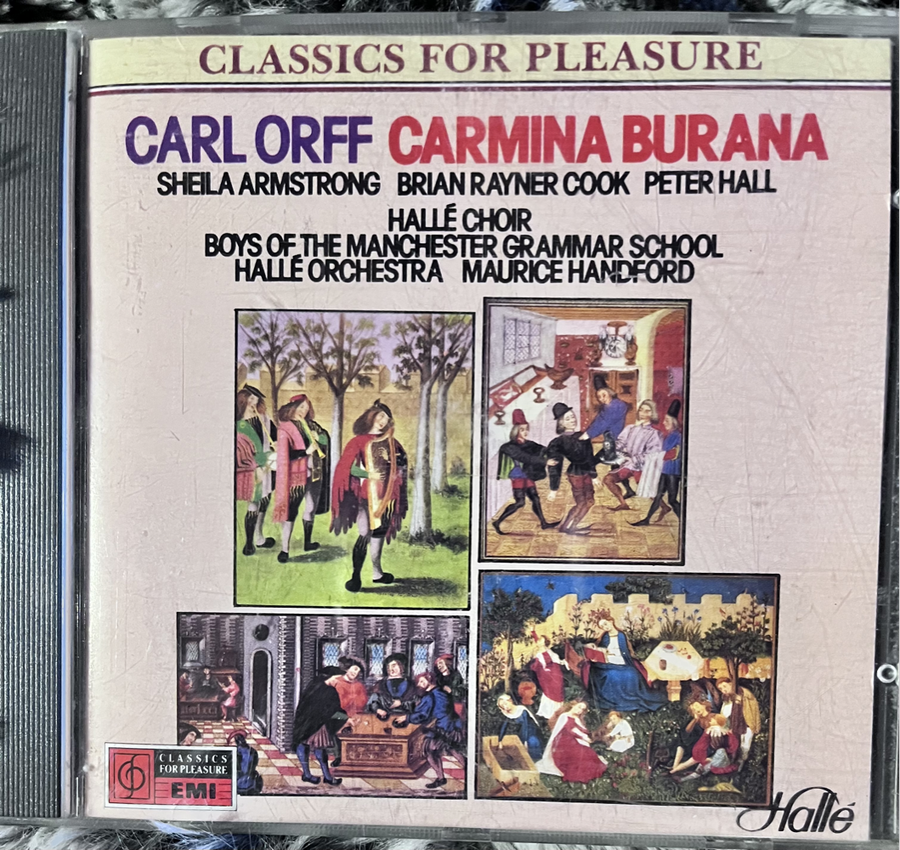 CLASSICS FOR PLEASURE
CARL ORFF CARMINA BURANA
SHEILA ARMSTRONG BRIAN RAYNER COOK PETER HALL
HALLÉ CHOIR
BOYS OF THE MANCHESTER GRAMMAR SCHOOL
HALLÉ ORCHESTRA MAURICE HANDFORD
CLASSICS
FOR PLEASURE
EMI
Hallé